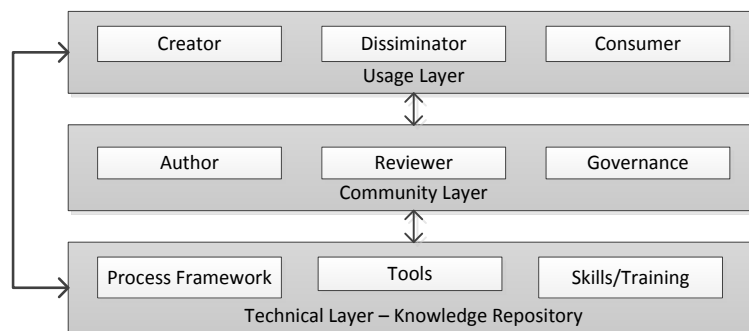 Creator
Dissiminator
Consumer
Usage Layer
Author
Reviewer
Governance
Community Layer
Process Framework
Tools
Skills/Training
Technical Layer – Knowledge Repository